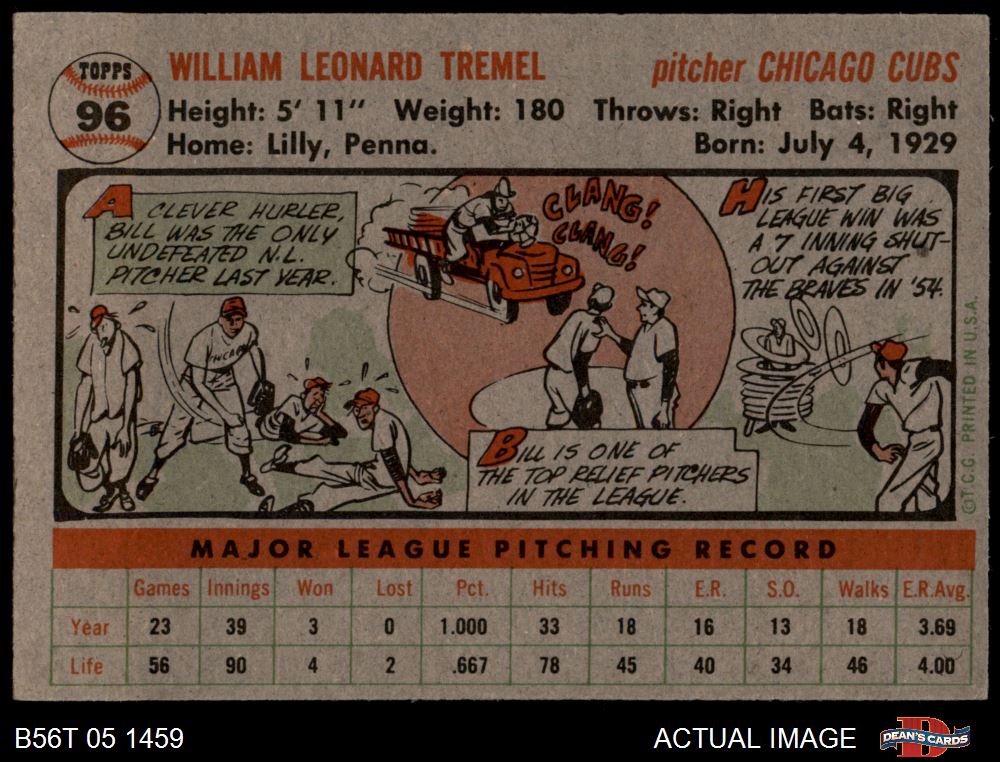 TOPPS
96
WILLIAM LEONARD TREMEL
pitcher CHICAGO CUBS
Height: 5' 11" Weight: 180 Throws: Right Bats: Right
Home: Lilly, Penna.
Born: July 4, 1929
A CLEVER HURLER,
BILL WAS THE ONLY
UNDEFEATED N.L.
PITCHER LAST YEAR.
CHICAGO
CLANG!
CLANG!
BILL IS ONE OF
THE TOP RELIEF PITCHERS
IN THE LEAGUE.
HIS FIRST BIG
LEAGUE WIN WAS
A 7 INNING SHUT-
OUT AGAINST
THE BRAVES IN '54.
©T.C.G. PRINTED IN U.S.A.
MAJOR LEAGUE PITCHING RECORD
Games Innings Won Lost Pct. Hits Runs E.R. S.O. Walks E.R.Avg.
Year 23 39 3 0 1.000 33 18 16 13 18 3.69
Life 56 90 4 2 .667 78 45 40 34 46 4.00
B56T 05 1459
ACTUAL IMAGE
D
DEAN'S CARDS